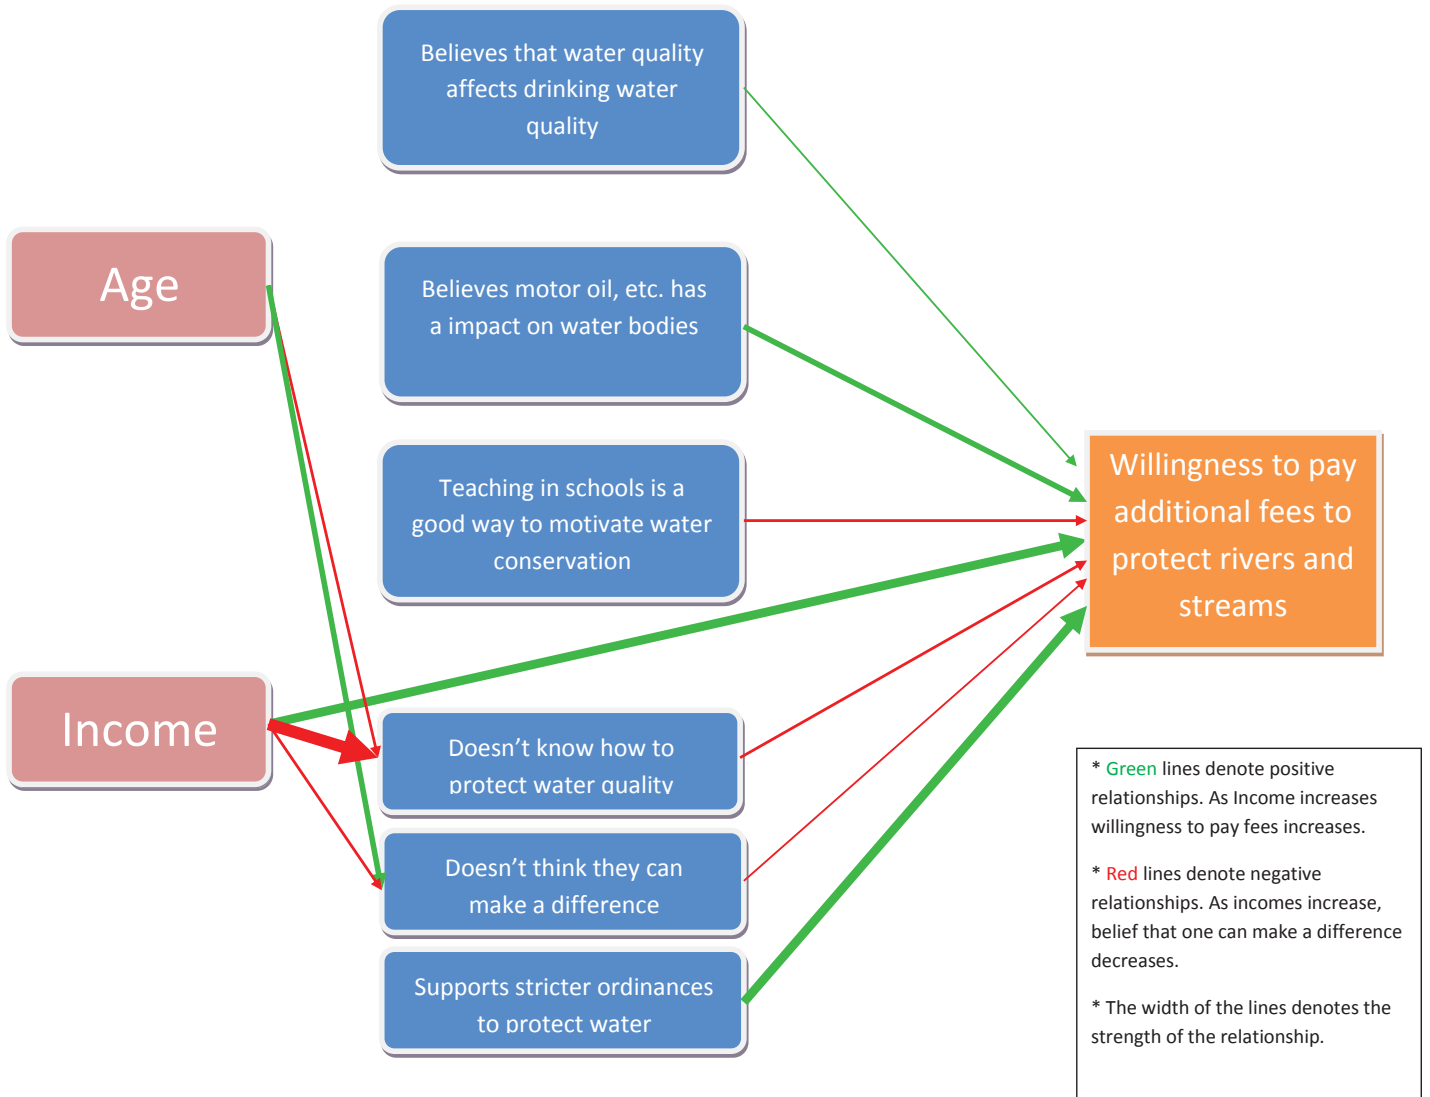 Believes that water quality
affects drinking water
quality
Age
Believes motor oil, etc. has
a impact on water bodies
Teaching in schools is a
good way to motivate water
conservation
Willingness to pay
additional fees to
protect rivers and
streams
Income
Doesn’t know how to
protect water quality
Doesn’t think they can
make a difference
Supports stricter ordinances
to protect water
* Green lines denote positive
relationships. As Income increases
willingness to pay fees increases.
* Red lines denote negative
relationships. As incomes increase,
belief that one can make a difference
decreases.
* The width of the lines denotes the
strength of the relationship.